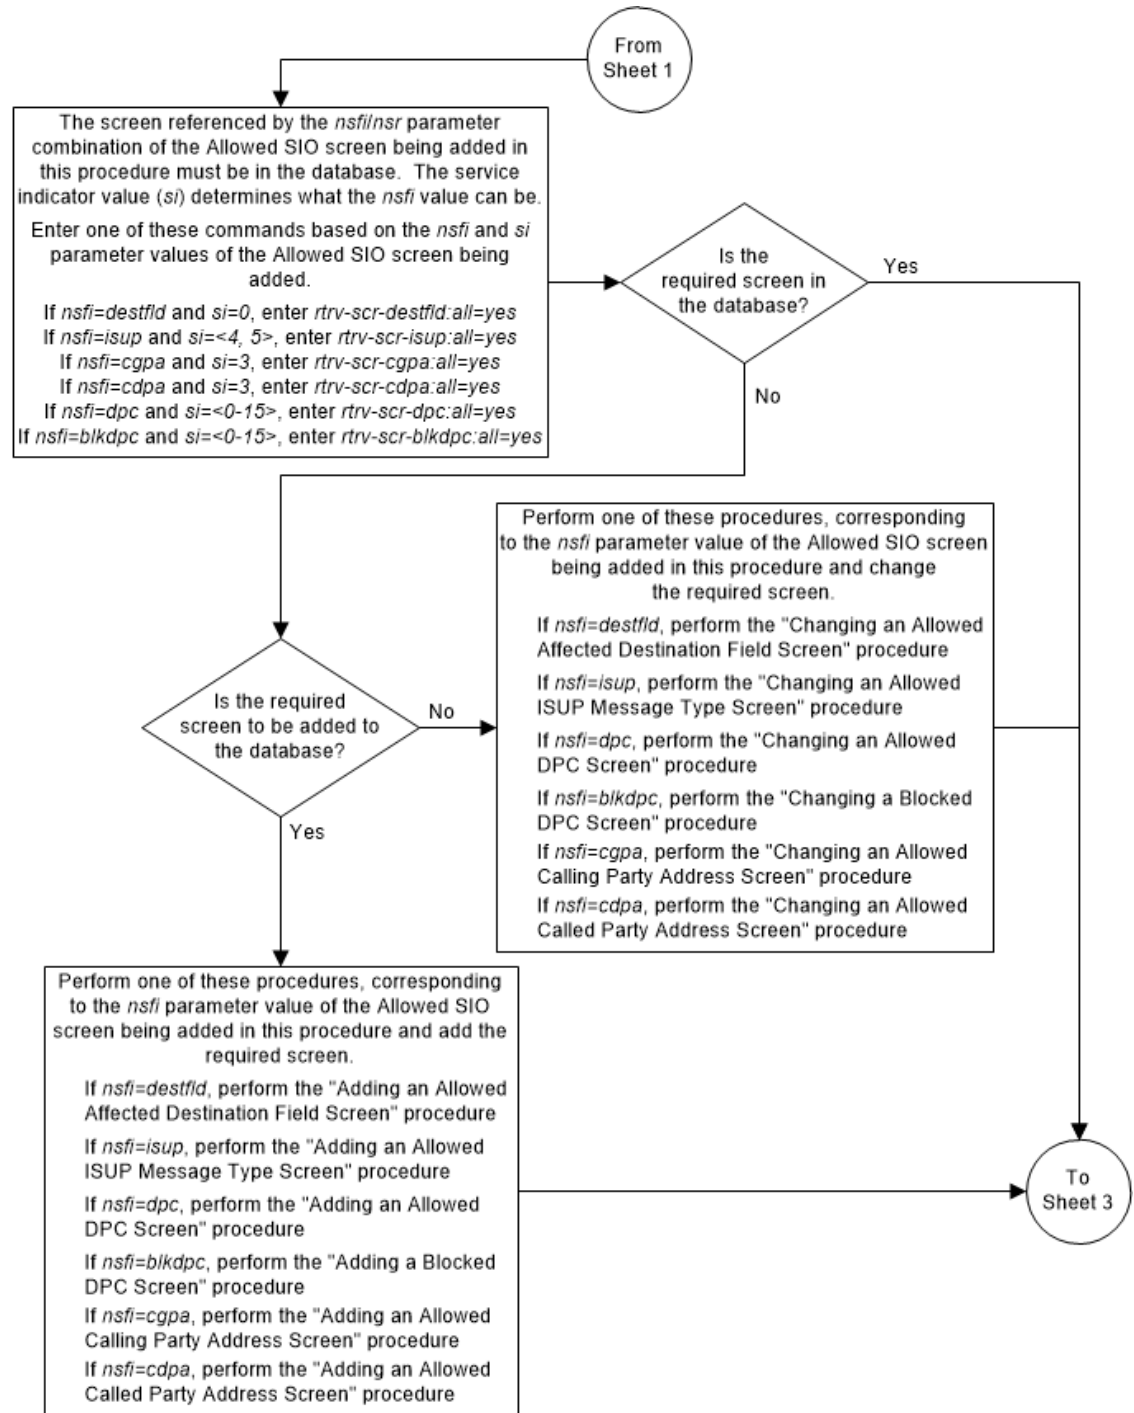 From
Sheet 1
The screen referenced by the nsfi/nsr parameter
combination of the Allowed SIO screen being added in
this procedure must be in the database.  The service
indicator value (si) determines what the nsfi value can be.
Enter one of these commands based on the nsfi and si
parameter values of the Allowed SIO screen being
added.
If nsfi=destfld and si=0, enter rtrv-scr-destfld:all=yes
If nsfi=isup and si=<4, 5>, enter rtrv-scr-isup:all=yes
If nsfi=cgpa and si=3, enter rtrv-scr-cgpa:all=yes
If nsfi=cdpa and si=3, enter rtrv-scr-cdpa:all=yes
If nsfi=dpc and si=<0-15>, enter rtrv-scr-dpc:all=yes
If nsfi=blkdpc and si=<0-15>, enter rtrv-scr-blkdpc:all=yes
Is the
required screen in
the database?
Yes
No
Is the required
screen to be added to
the database?
No
Yes
Perform one of these procedures, corresponding
to the nsfi parameter value of the Allowed SIO screen
being added in this procedure and change
the required screen.
If nsfi=destfld, perform the "Changing an Allowed
Affected Destination Field Screen" procedure
If nsfi=isup, perform the "Changing an Allowed
ISUP Message Type Screen" procedure
If nsfi=dpc, perform the "Changing an Allowed
DPC Screen" procedure
If nsfi=blkdpc, perform the "Changing a Blocked
DPC Screen" procedure
If nsfi=cgpa, perform the "Changing an Allowed
Calling Party Address Screen" procedure
If nsfi=cdpa, perform the "Changing an Allowed
Called Party Address Screen" procedure
Perform one of these procedures, corresponding
to the nsfi parameter value of the Allowed SIO
screen being added in this procedure and add the
required screen.
If nsfi=destfld, perform the "Adding an Allowed
Affected Destination Field Screen" procedure
If nsfi=isup, perform the "Adding an Allowed
ISUP Message Type Screen" procedure
If nsfi=dpc, perform the "Adding an Allowed
DPC Screen" procedure
If nsfi=blkdpc, perform the "Adding a Blocked
DPC Screen" procedure
If nsfi=cgpa, perform the "Adding an Allowed
Calling Party Address Screen" procedure
If nsfi=cdpa, perform the "Adding an Allowed
Called Party Address Screen" procedure
To
Sheet 3